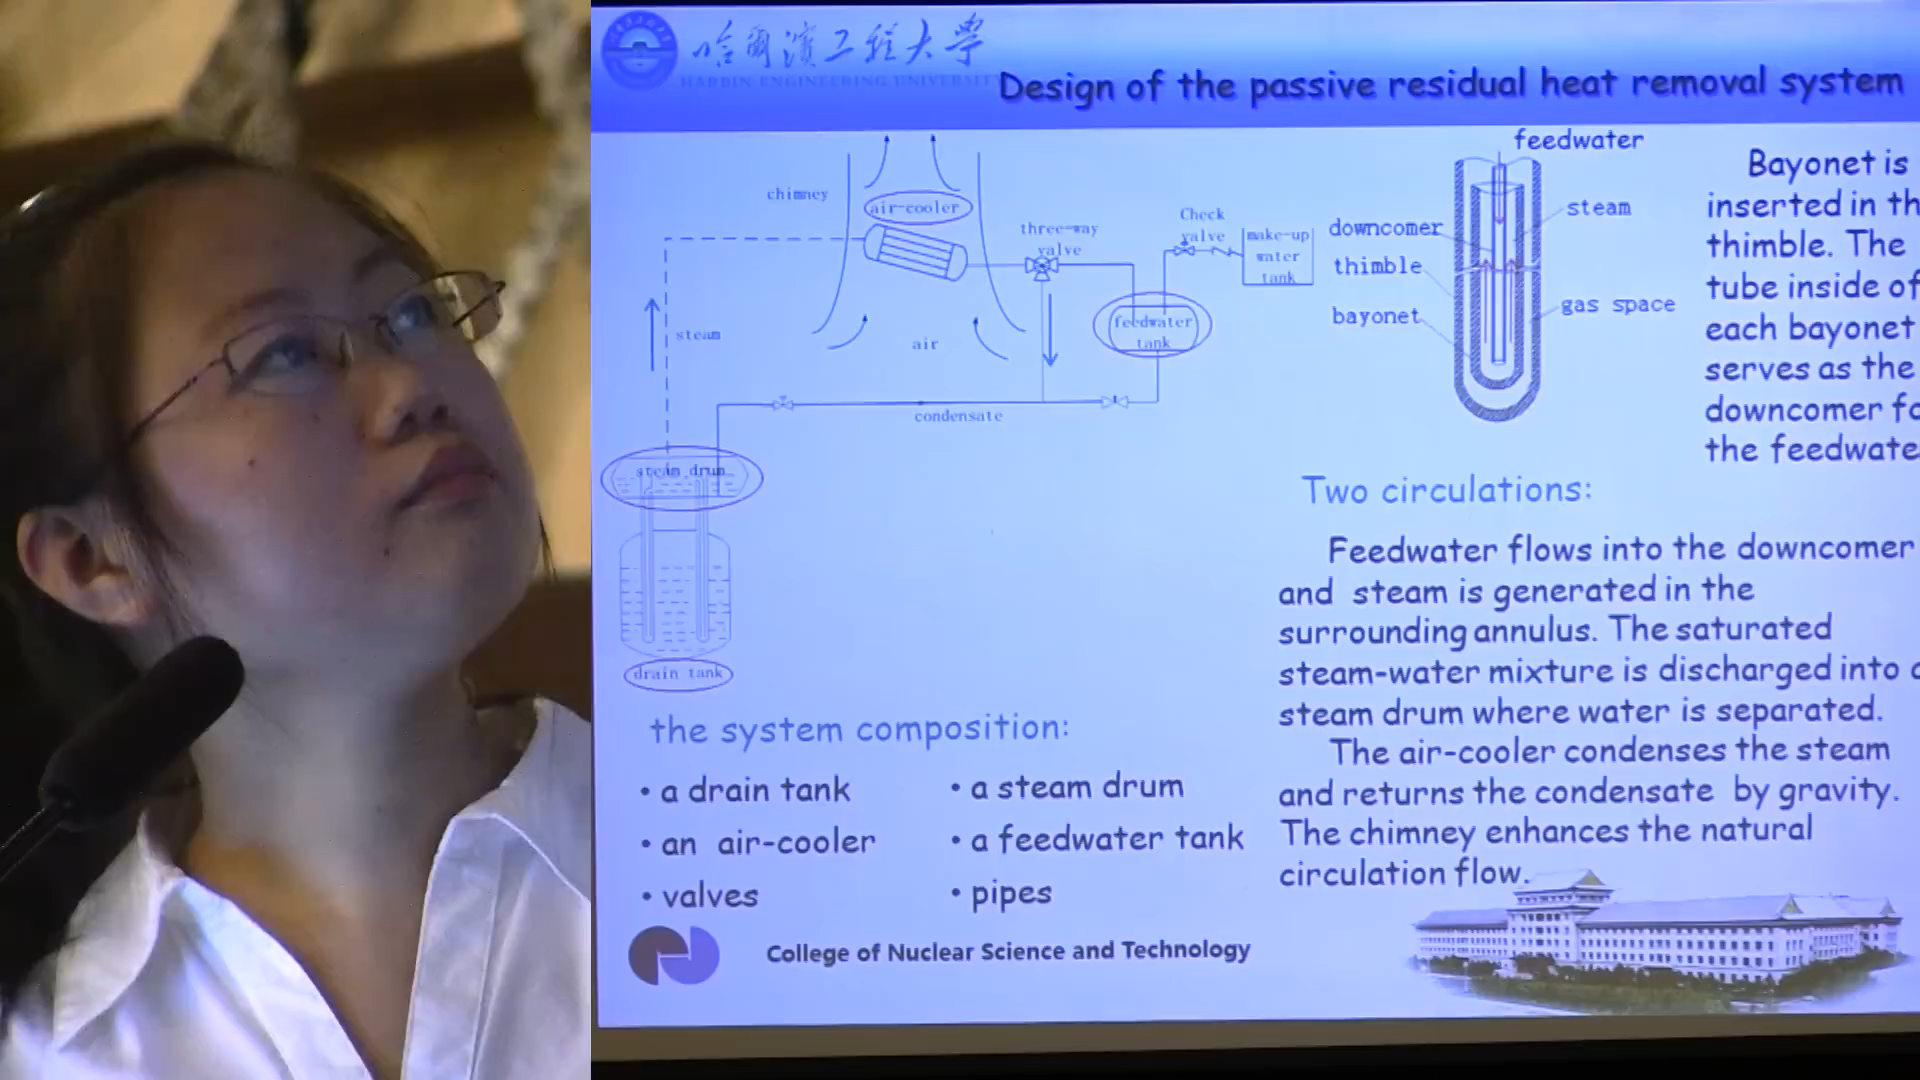 哈爾濱工程大學
HARBIN ENGINEERING UNIVERSITY
Design of the passive residual heat removal system
chimney
air-cooler
three-way
valve
Check
valve
make-up
water
tank
feedwater
tank
steam
air
condensate
steam drum
drain tank
feedwater
steam
downcomer
thimble
gas space
bayonet
Bayonet is
inserted in th
thimble. The
tube inside of
each bayonet
serves as the
downcomer fo
the feedwate
Two circulations:
Feedwater flows into the downcomer
and steam is generated in the
surrounding annulus. The saturated
steam-water mixture is discharged into a
steam drum where water is separated.
The air-cooler condenses the steam
and returns the condensate by gravity.
The chimney enhances the natural
circulation flow.
the system composition:
• a drain tank
• a steam drum
• an air-cooler
• a feedwater tank
• valves
• pipes
College of Nuclear Science and Technology